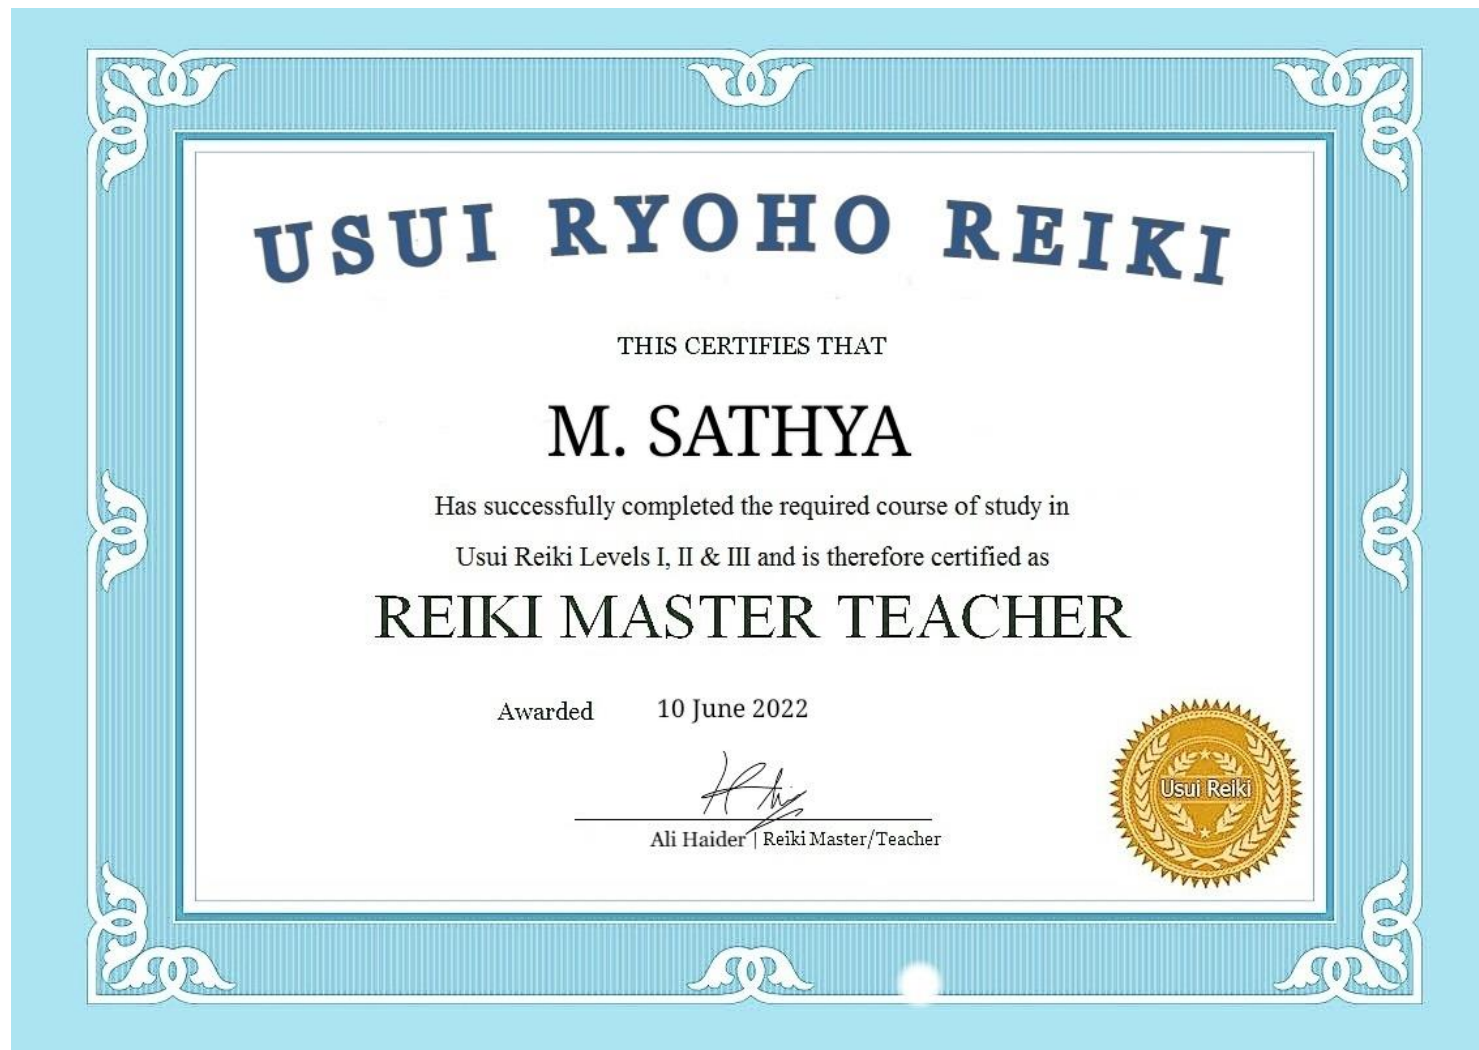 USUI RYOHO REIKI
THIS CERTIFIES THAT
M. SATHYA
Has successfully completed the required course of study in
Usui Reiki Levels I, II & III and is therefore certified as
REIKI MASTER TEACHER
Awarded 10 June 2022
Ali Haider | Reiki Master/Teacher
Usui Reiki